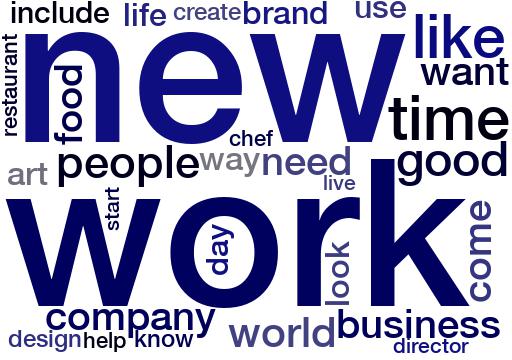 include life create brand use
new
like
restaurant
food
want
time
chef
art people way need good
live
work
start
day
look
come
company
world business
design help know
director